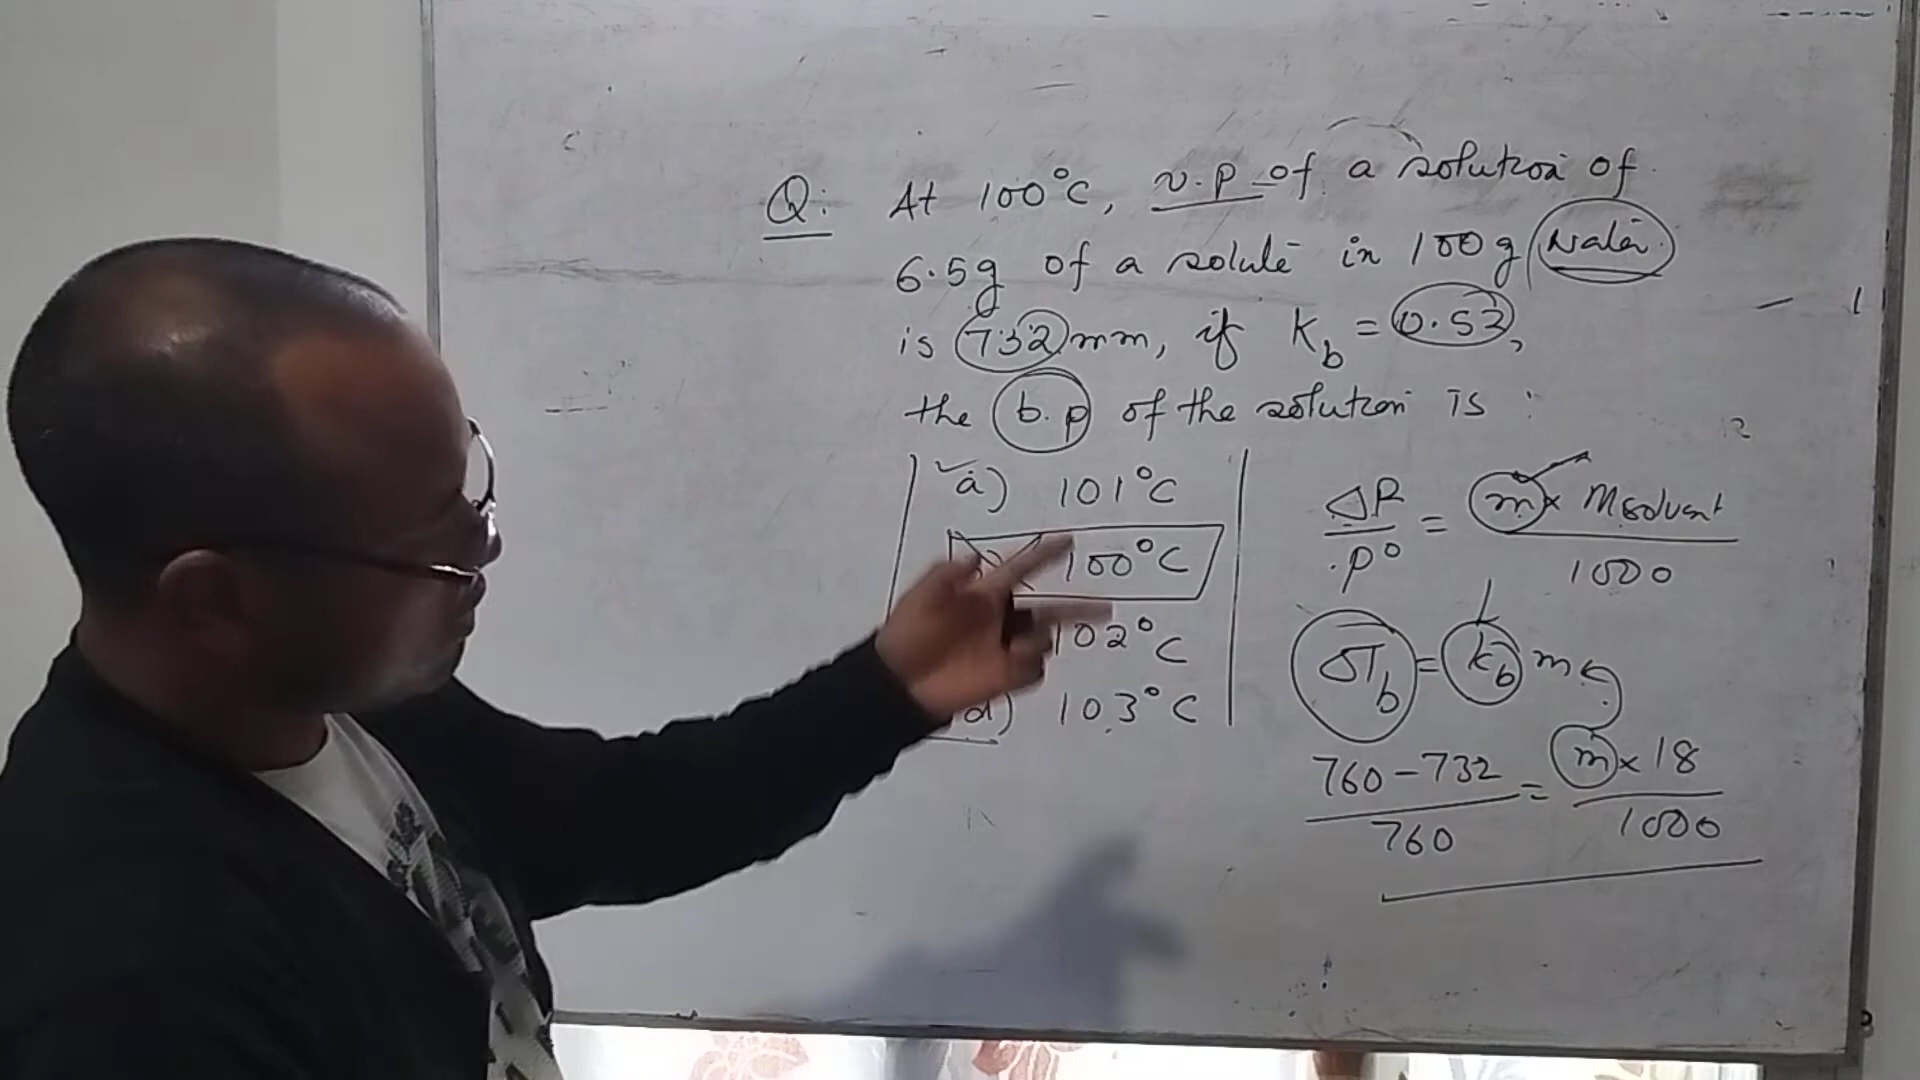 Q: At 100°C, v.p of a solution of
6.5g of a solute in 100g water
is 732 mm, if Kb = 0.52,
the b.p of the solution is :
a) 101°C
100°C
102°C
d) 103°C
ΔP/P° = m × Msolvent/1000
ΔTb = Kb m
760-732/760 = m × 18/1000